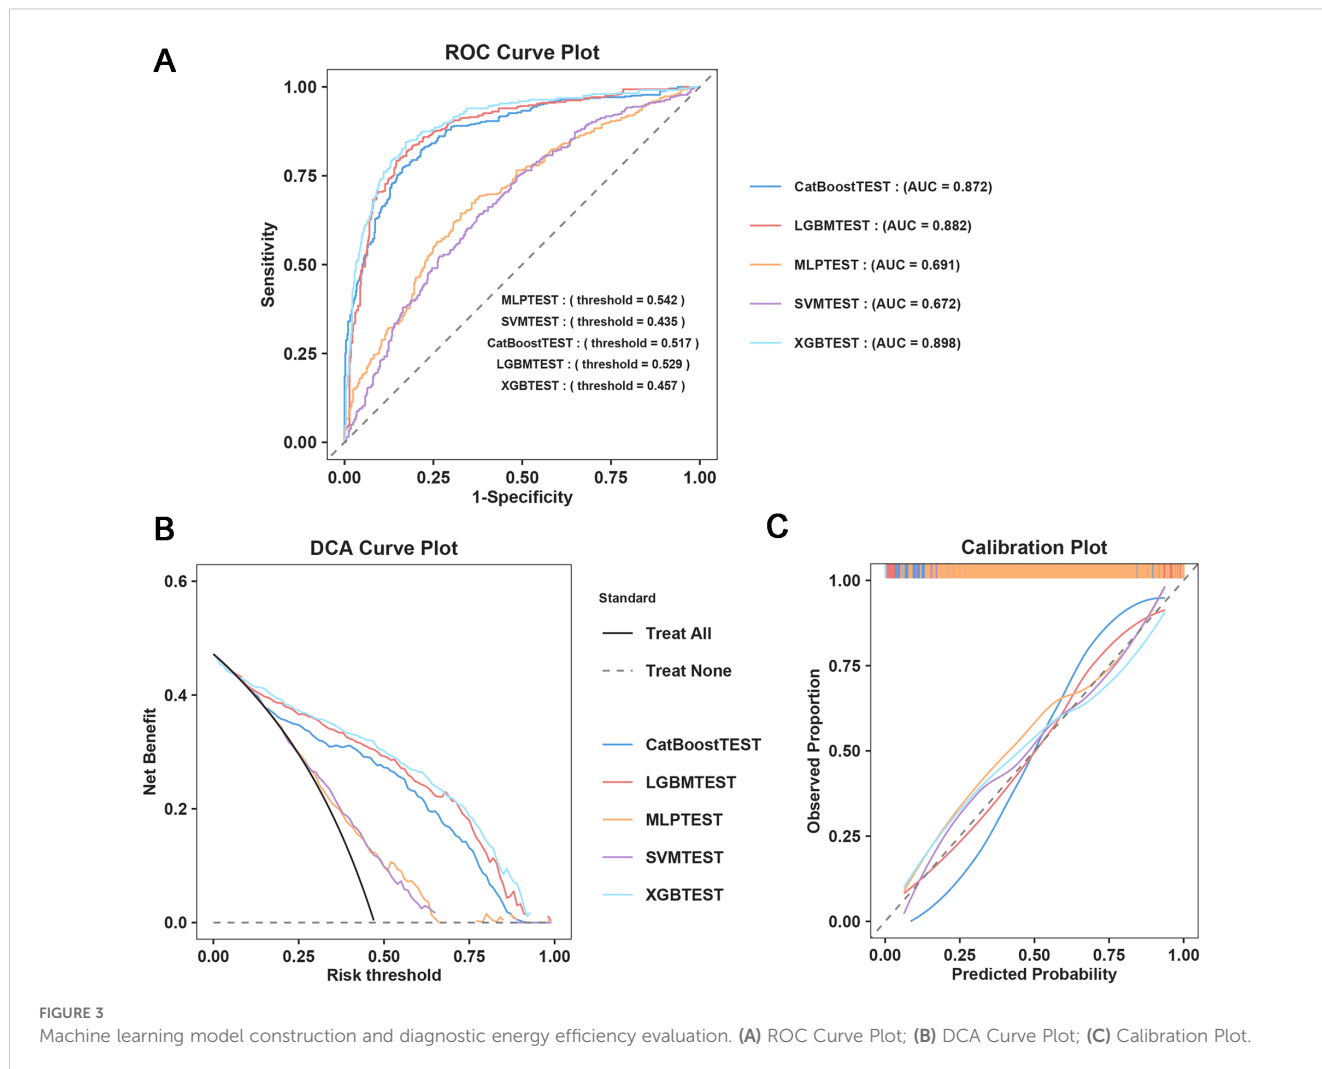 A
ROC Curve Plot
1.00
0.75
0.50
0.25
0.00
Sensitivity
MLPTEST : ( threshold = 0.542 )
SVMTEST : ( threshold = 0.435 )
CatBoostTEST : ( threshold = 0.517 )
LGBMTEST : ( threshold = 0.529 )
XGBTEST : ( threshold = 0.457 )
0.00 0.25 0.50 0.75 1.00
1-Specificity
CatBoostTEST : (AUC = 0.872)
LGBMTEST : (AUC = 0.882)
MLPTEST : (AUC = 0.691)
SVMTEST : (AUC = 0.672)
XGBTEST : (AUC = 0.898)
B
DCA Curve Plot
0.6
0.4
0.2
0.0
Net Benefit
0.00 0.25 0.50 0.75 1.00
Risk threshold
Standard
Treat All
Treat None
CatBoostTEST
LGBMTEST
MLPTEST
SVMTEST
XGBTEST
C
Calibration Plot
1.00
0.75
0.50
0.25
0.00
Observed Proportion
0.00 0.25 0.50 0.75 1.00
Predicted Probability
FIGURE 3
Machine learning model construction and diagnostic energy efficiency evaluation. (A) ROC Curve Plot; (B) DCA Curve Plot; (C) Calibration Plot.